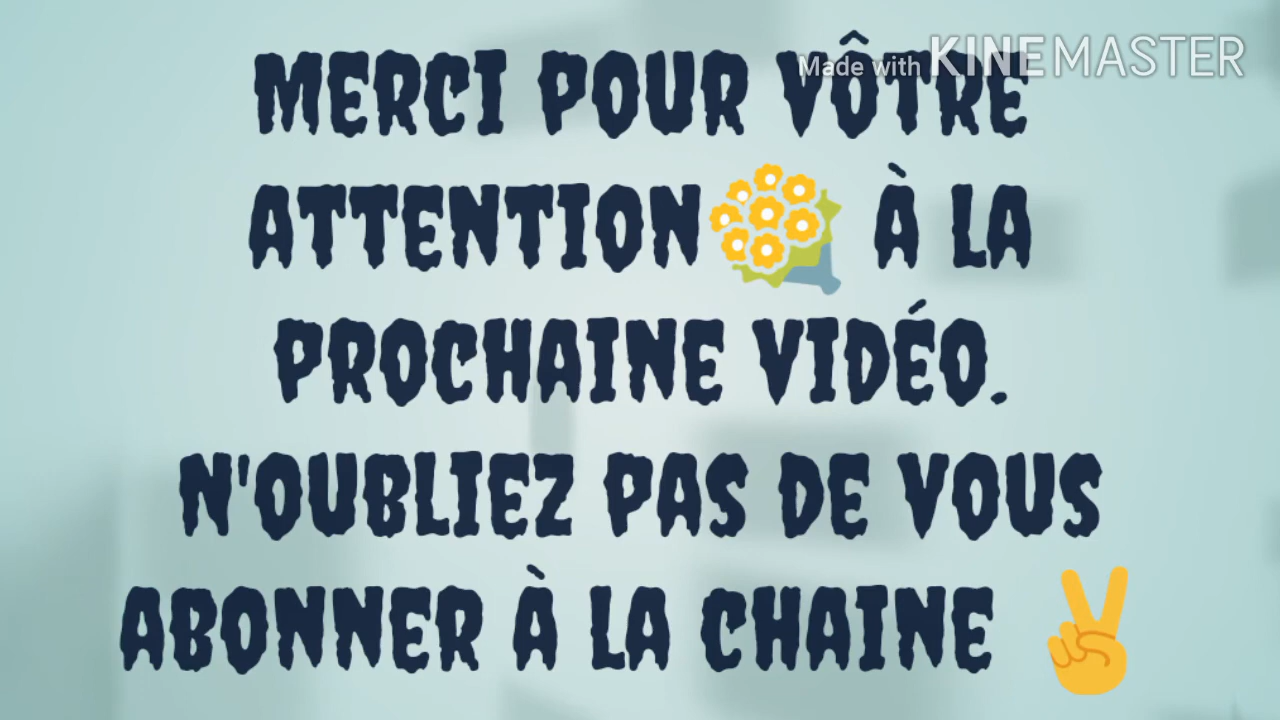 Made with KINEMASTER
MERCI POUR VÔTRE
ATTENTION💐 À LA
PROCHAINE VIDÉO.
N'OUBLIEZ PAS DE VOUS
ABONNER À LA CHAINE ✌